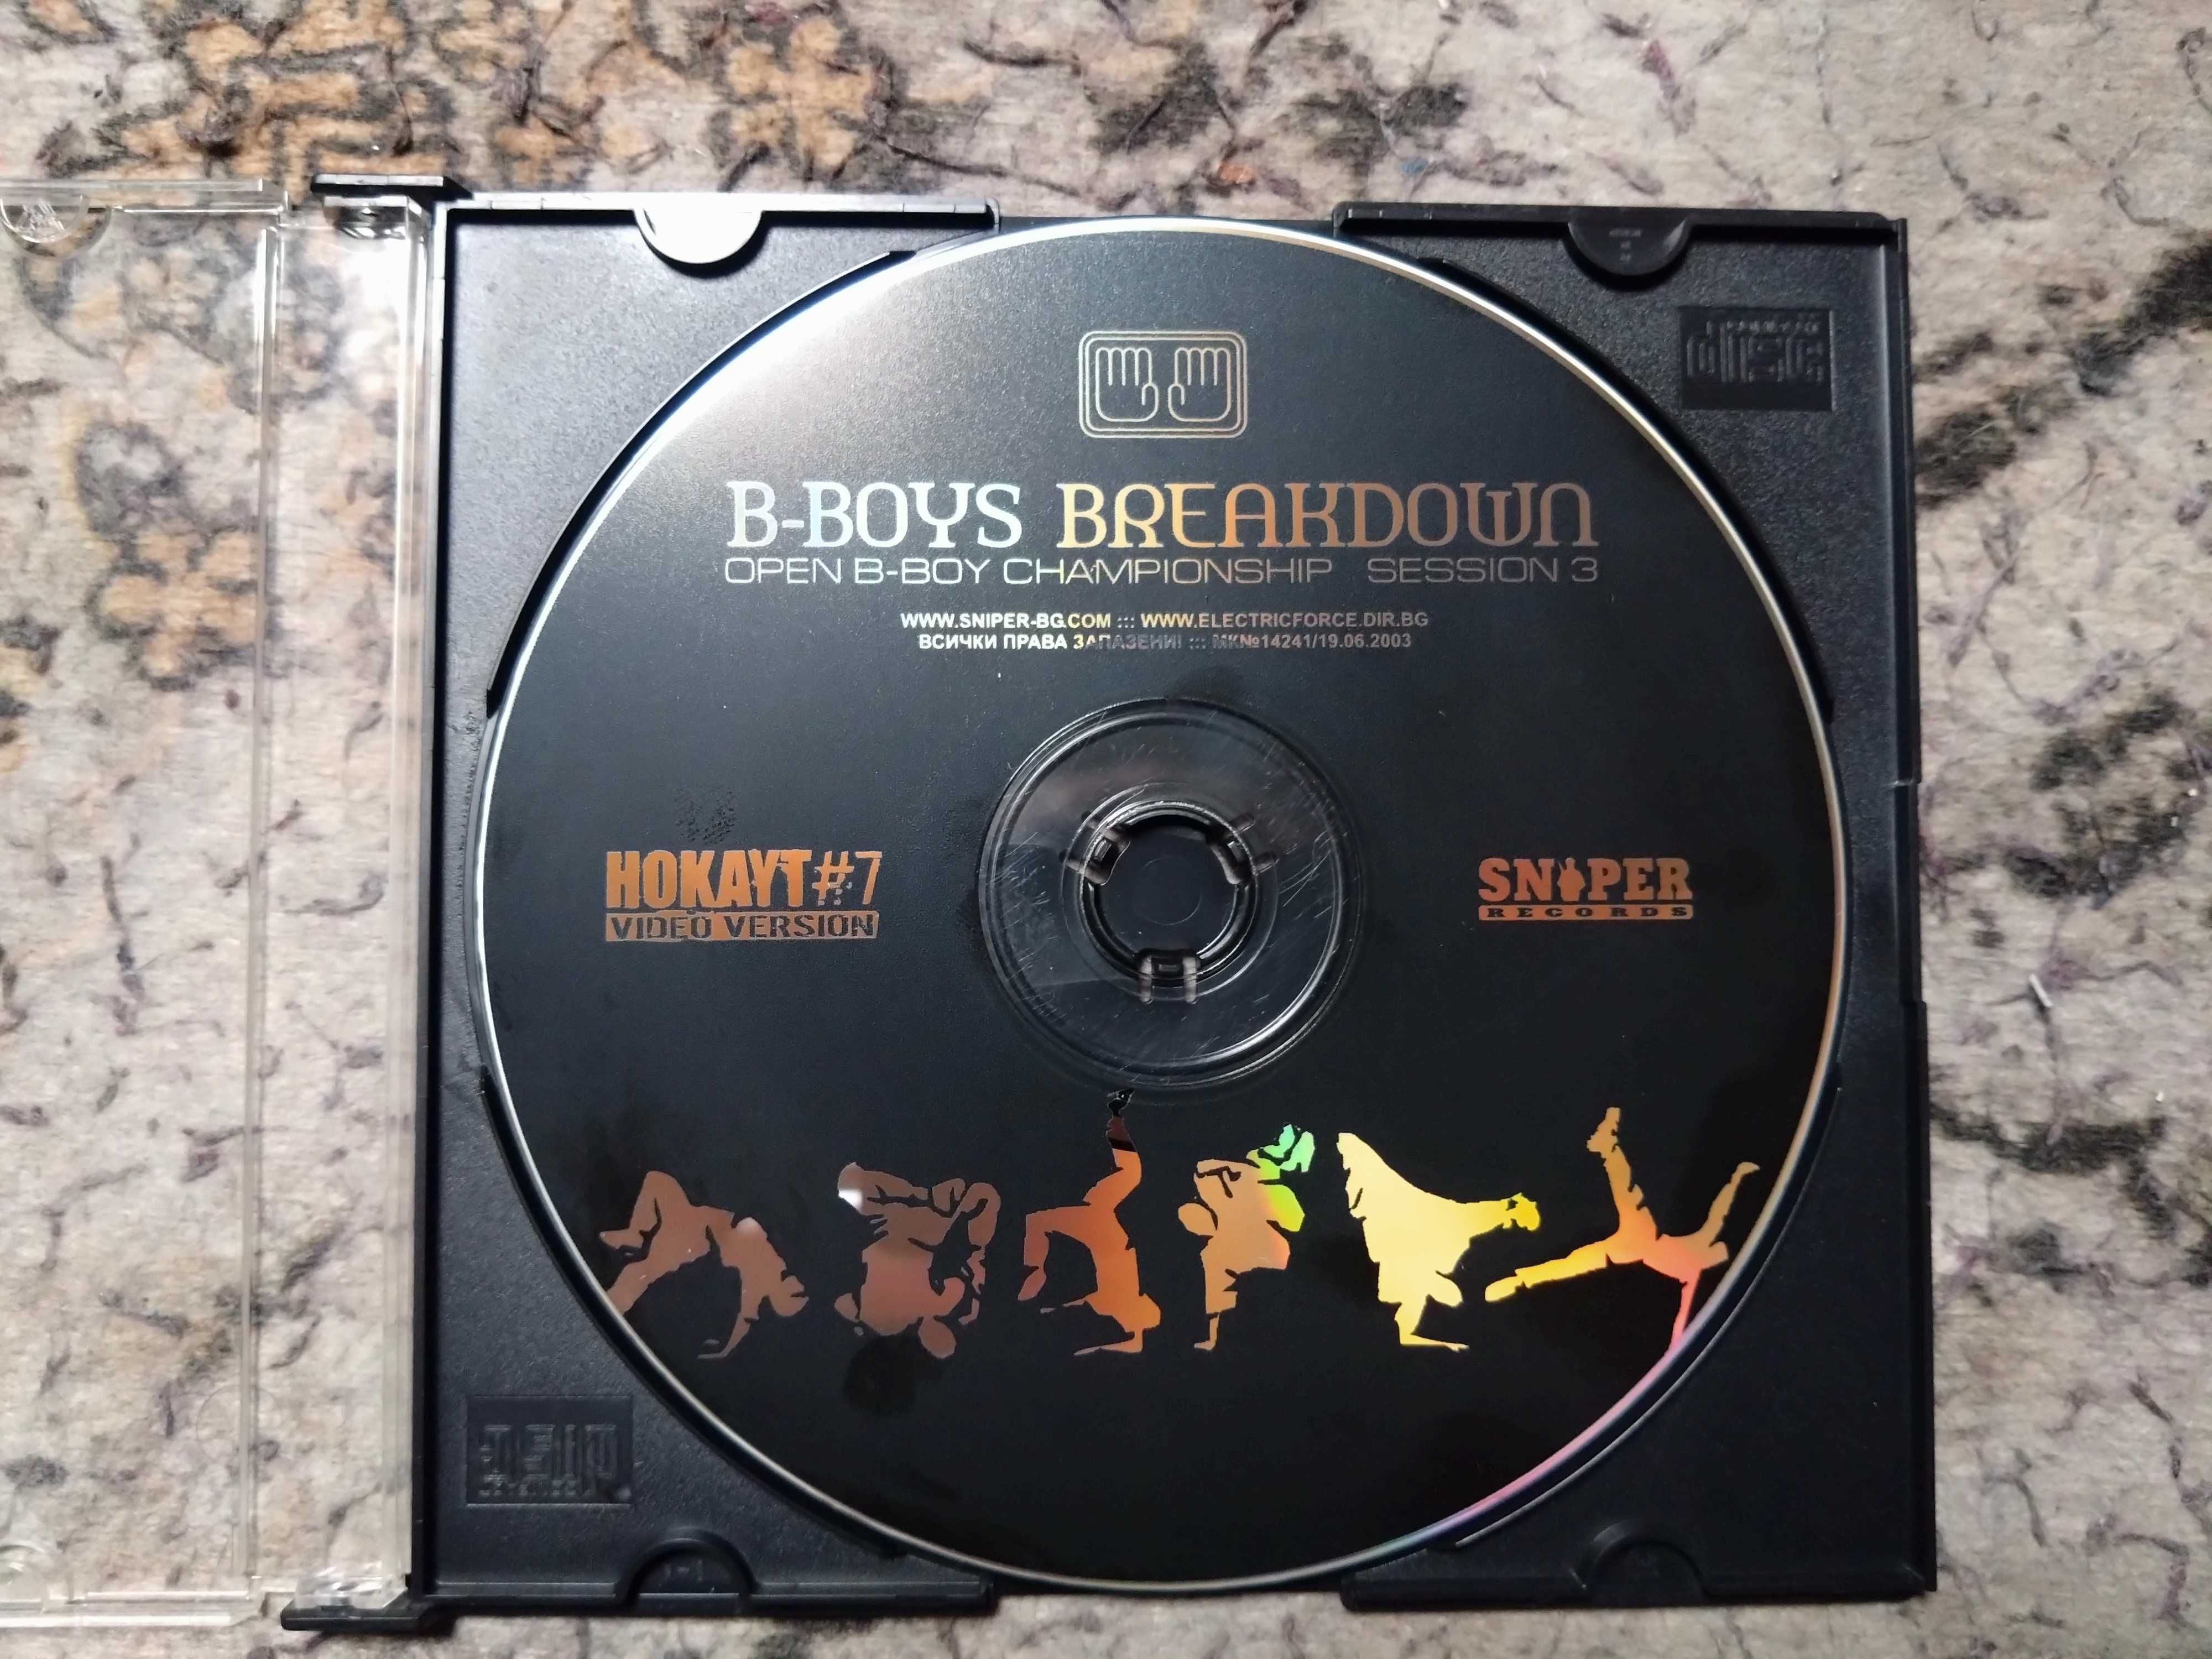 B-BOYS BREAKDOWN
OPEN B-BOY CHAMPIONSHIP SESSION 3
WWW.SNIPER-BG.COM ::: WWW.ELECTRICFORCE.DIR.BG
ВСИЧКИ ПРАВА ЗАПАЗЕНИ! ::: МК№14241/19.06.2003
НОКАУТ#7
VIDEO VERSION
SNIPER
RECORDS